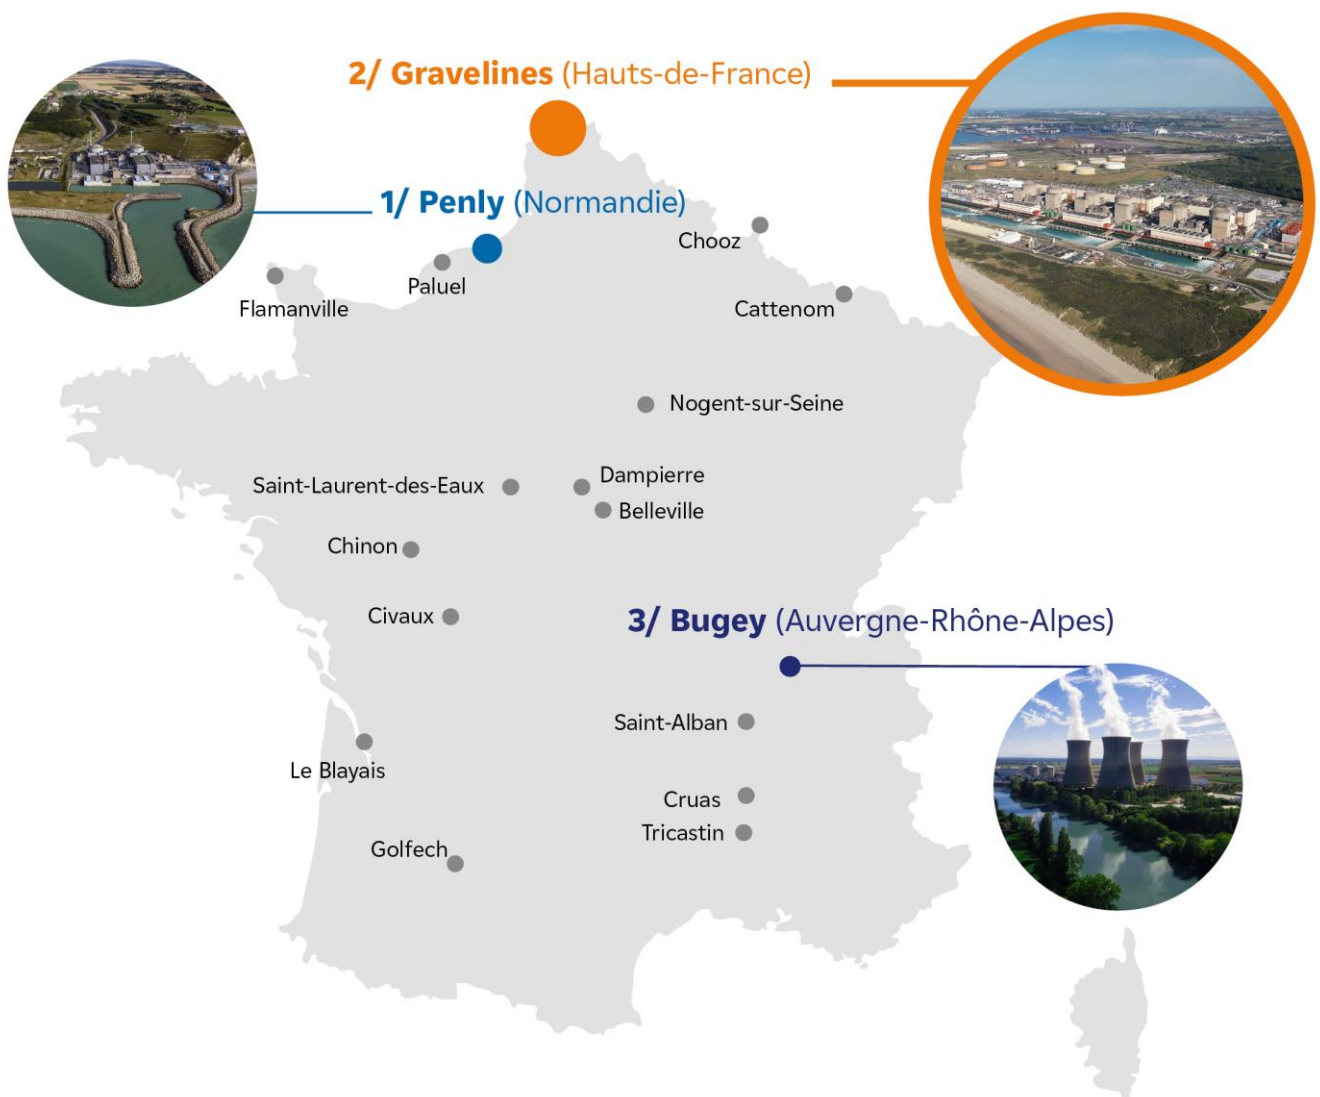 2/ Gravelines (Hauts-de-France)
1/ Penly (Normandie)
Chooz
Paluel
Flamanville
Cattenom
Nogent-sur-Seine
Dampierre
Saint-Laurent-des-Eaux
Belleville
Chinon
Civaux
3/ Bugey (Auvergne-Rhône-Alpes)
Saint-Alban
Le Blayais
Cruas
Tricastin
Golfech